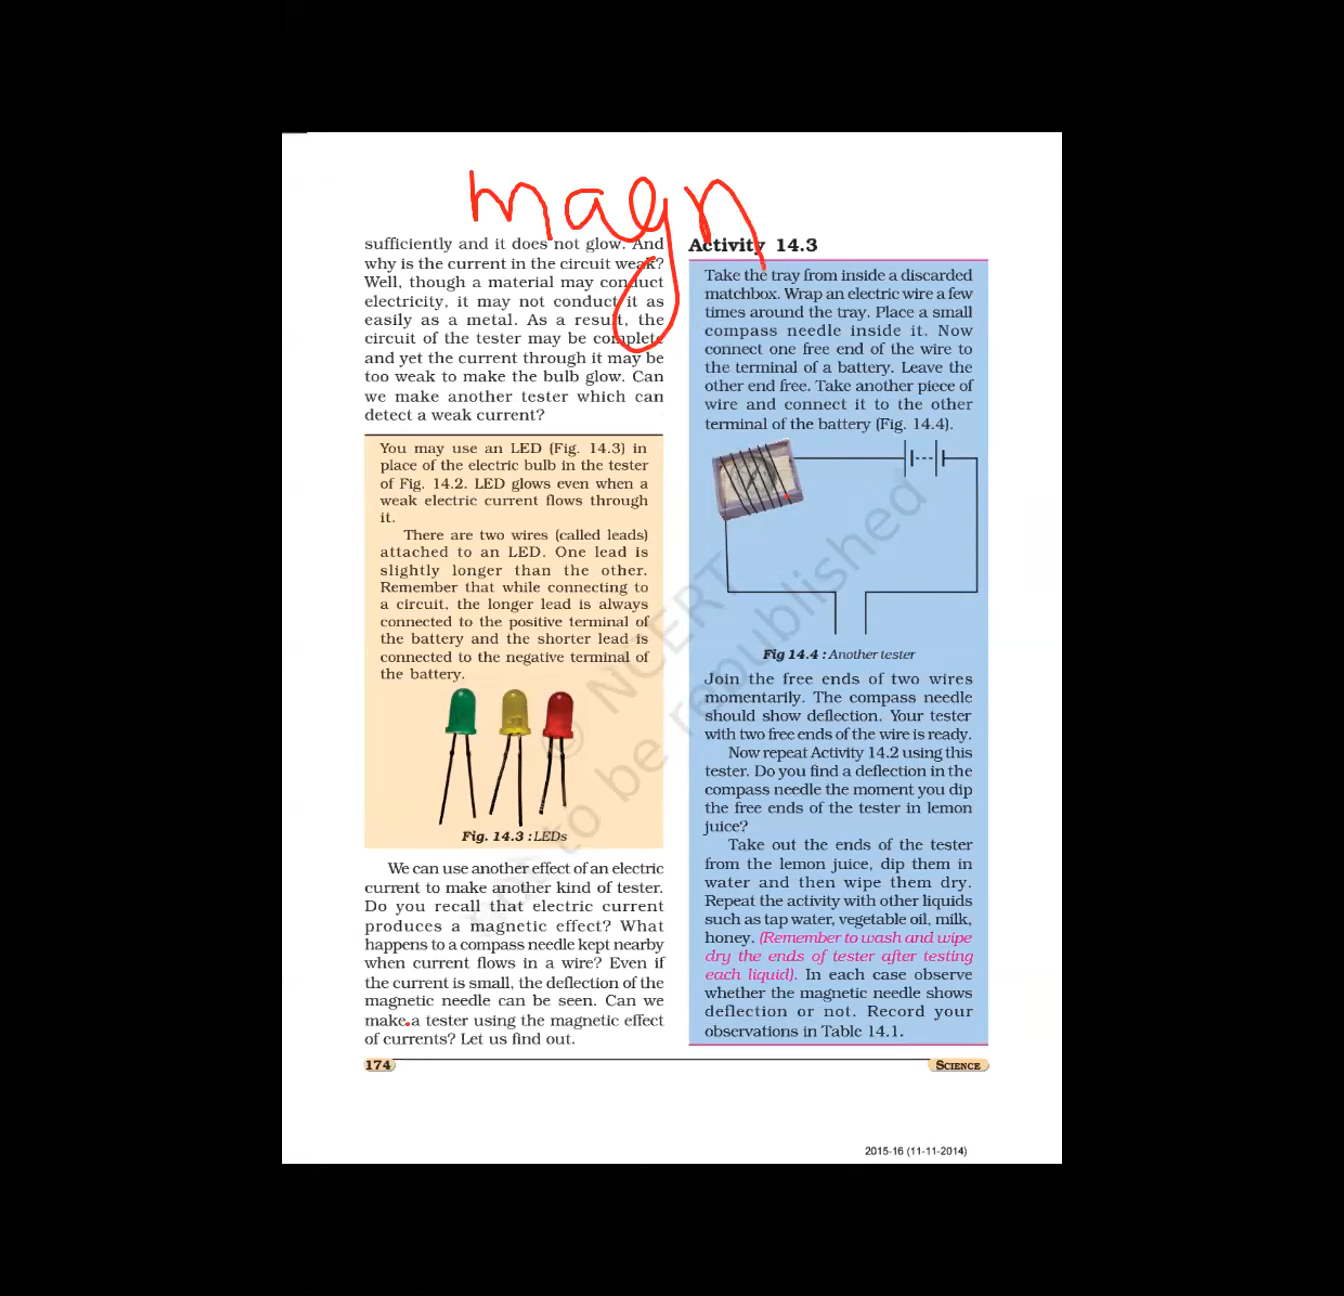 magn
sufficiently and it does not glow. And
why is the current in the circuit weak?
Well, though a material may conduct
electricity, it may not conduct it as
easily as a metal. As a result, the
circuit of the tester may be complete
and yet the current through it may be
too weak to make the bulb glow. Can
we make another tester which can
detect a weak current?
You may use an LED (Fig. 14.3) in
place of the electric bulb in the tester
of Fig. 14.2. LED glows even when a
weak electric current flows through
it.
There are two wires (called leads)
attached to an LED. One lead is
slightly longer than the other.
Remember that while connecting to
a circuit, the longer lead is always
connected to the positive terminal of
the battery and the shorter lead is
connected to the negative terminal of
the battery.
Fig. 14.3 : LEDs
We can use another effect of an electric
current to make another kind of tester.
Do you recall that electric current
produces a magnetic effect? What
happens to a compass needle kept nearby
when current flows in a wire? Even if
the current is small, the deflection of the
magnetic needle can be seen. Can we
make a tester using the magnetic effect
of currents? Let us find out.
Activity 14.3
Take the tray from inside a discarded
matchbox. Wrap an electric wire a few
times around the tray. Place a small
compass needle inside it. Now
connect one free end of the wire to
the terminal of a battery. Leave the
other end free. Take another piece of
wire and connect it to the other
terminal of the battery (Fig. 14.4).
Fig 14.4 : Another tester
Join the free ends of two wires
momentarily. The compass needle
should show deflection. Your tester
with two free ends of the wire is ready.
Now repeat Activity 14.2 using this
tester. Do you find a deflection in the
compass needle the moment you dip
the free ends of the tester in lemon
juice?
Take out the ends of the tester
from the lemon juice, dip them in
water and then wipe them dry.
Repeat the activity with other liquids
such as tap water, vegetable oil, milk,
honey. (Remember to wash and wipe
dry the ends of tester after testing
each liquid). In each case observe
whether the magnetic needle shows
deflection or not. Record your
observations in Table 14.1.
© NCERT
not to be republished
174
SCIENCE
2015-16 (11-11-2014)